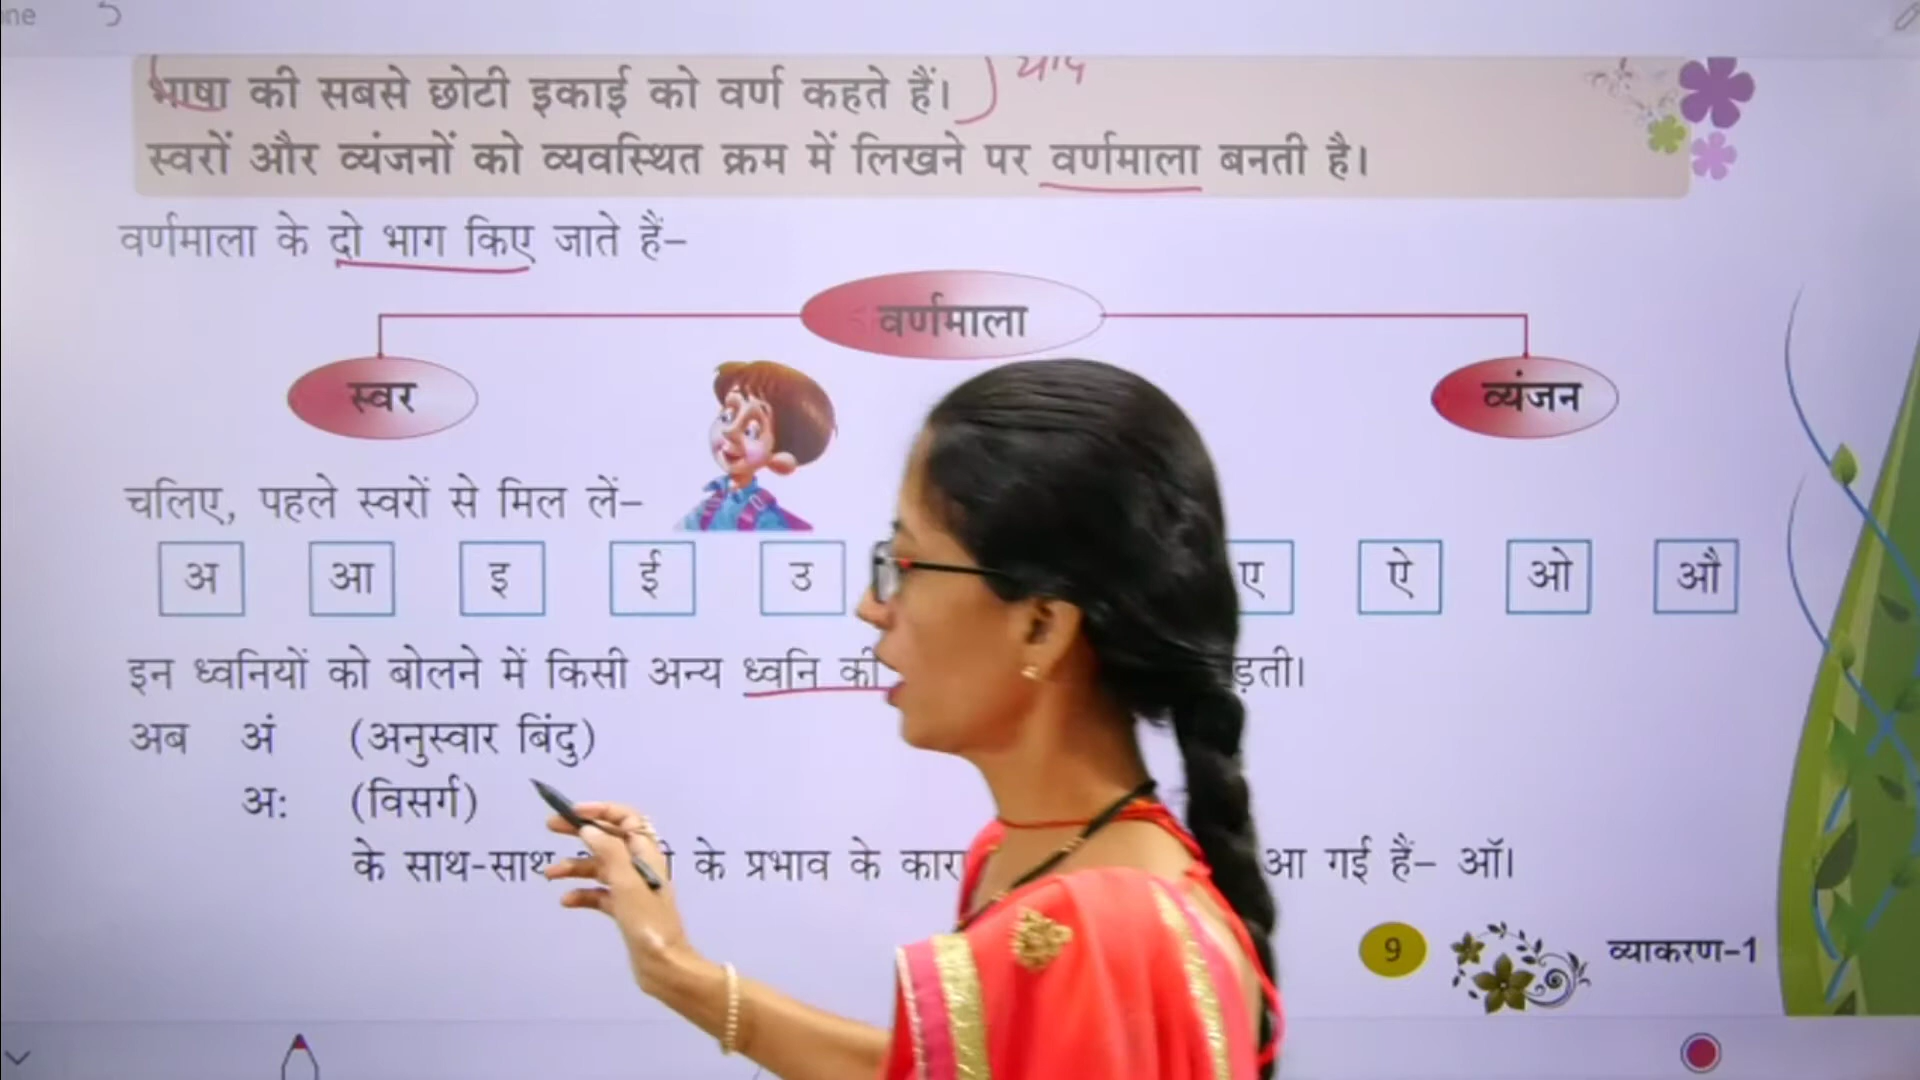 भाषा की सबसे छोटी इकाई को वर्ण कहते हैं। याद
स्वरों और व्यंजनों को व्यवस्थित क्रम में लिखने पर वर्णमाला बनती है।
वर्णमाला के दो भाग किए जाते हैं–
वर्णमाला
स्वर व्यंजन
चलिए, पहले स्वरों से मिल लें–
अ आ इ ई उ ए ऐ ओ औ
इन ध्वनियों को बोलने में किसी अन्य ध्वनि की
अब अं (अनुस्वार बिंदु)
अः (विसर्ग)
के साथ-साथ के प्रभाव के आ गई हैं– ऑ।
9 व्याकरण-1